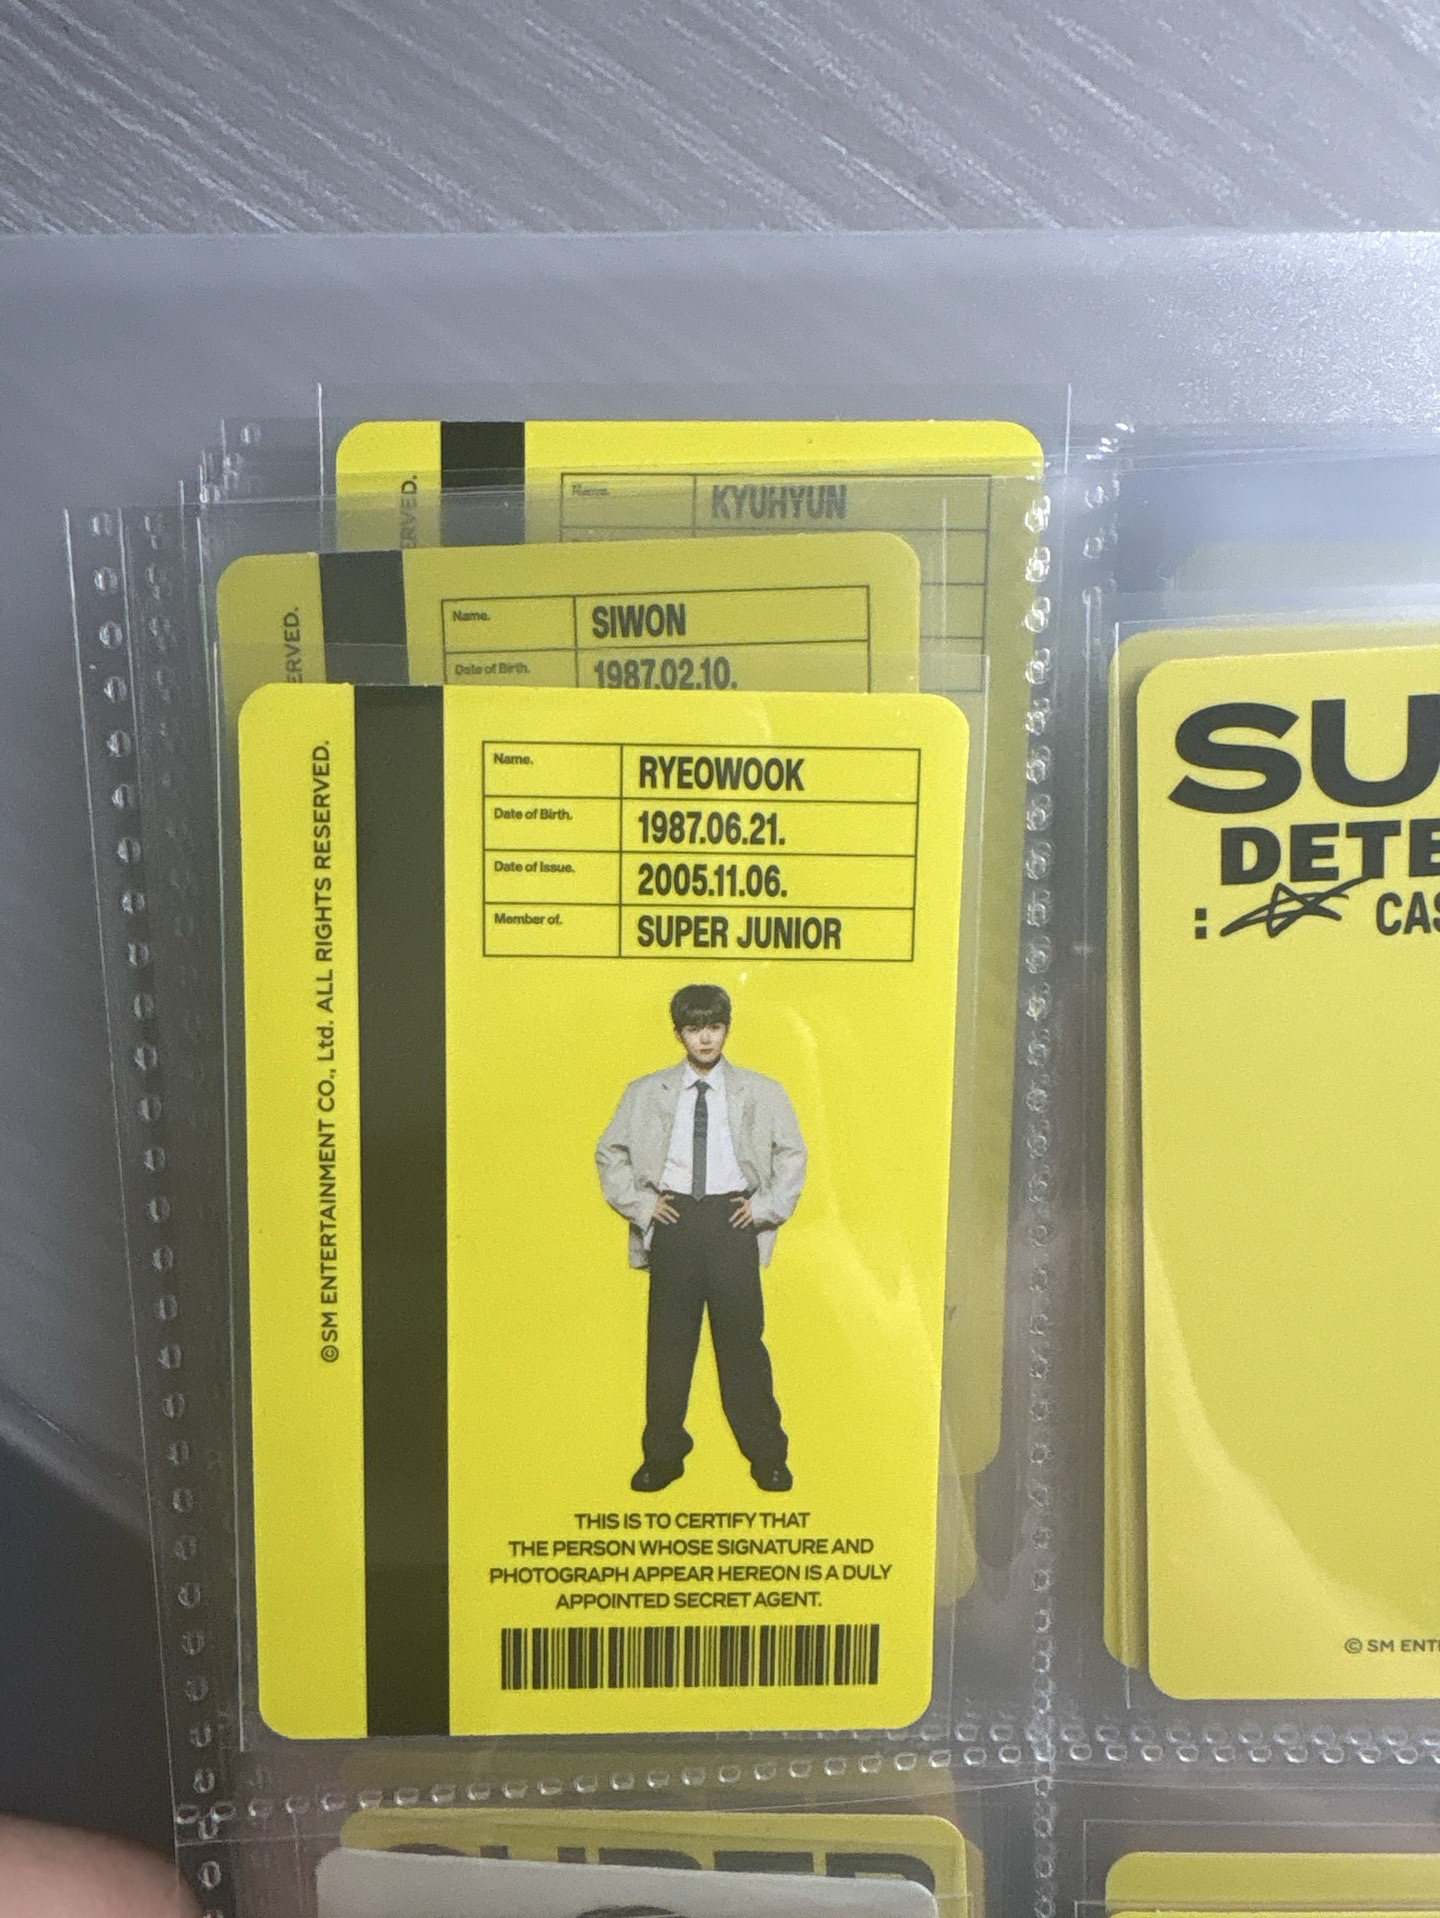 ERVED.
Name. KYUHYUN
ERVED.
Name. SIWON
Date of Birth. 1987.02.10.
© SM ENTERTAINMENT CO., Ltd. ALL RIGHTS RESERVED.
Name. RYEOWOOK
Date of Birth. 1987.06.21.
Date of Issue. 2005.11.06.
Member of. SUPER JUNIOR
THIS IS TO CERTIFY THAT
THE PERSON WHOSE SIGNATURE AND
PHOTOGRAPH APPEAR HEREON IS A DULY
APPOINTED SECRET AGENT.
SU
DETE
: CAS
© SM ENT
SUPER